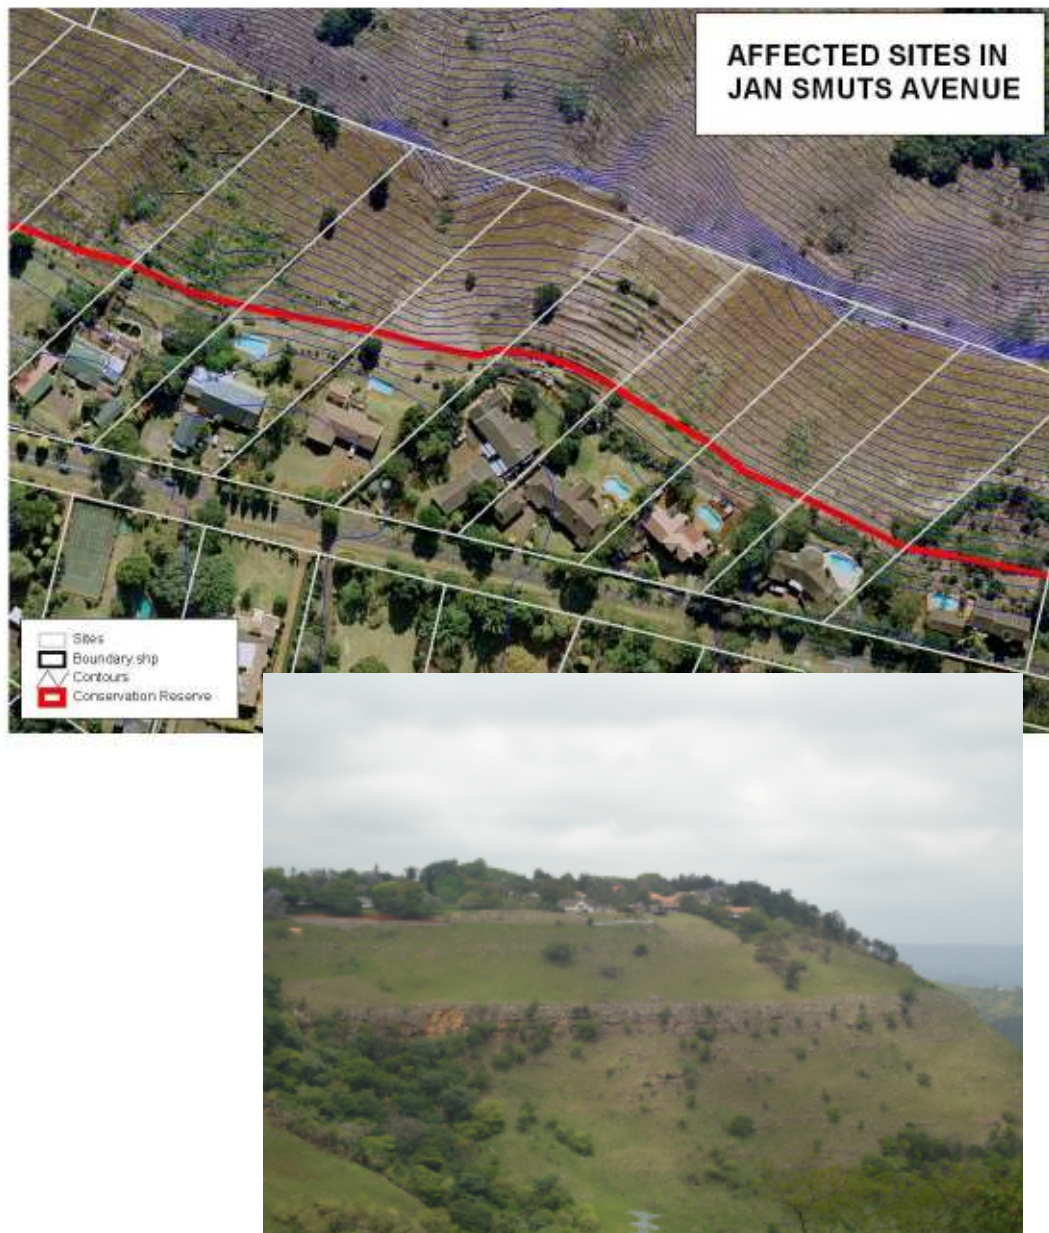 AFFECTED SITES IN
JAN SMUTS AVENUE
Sites
Boundary.shp
Contours
Conservation Reserve